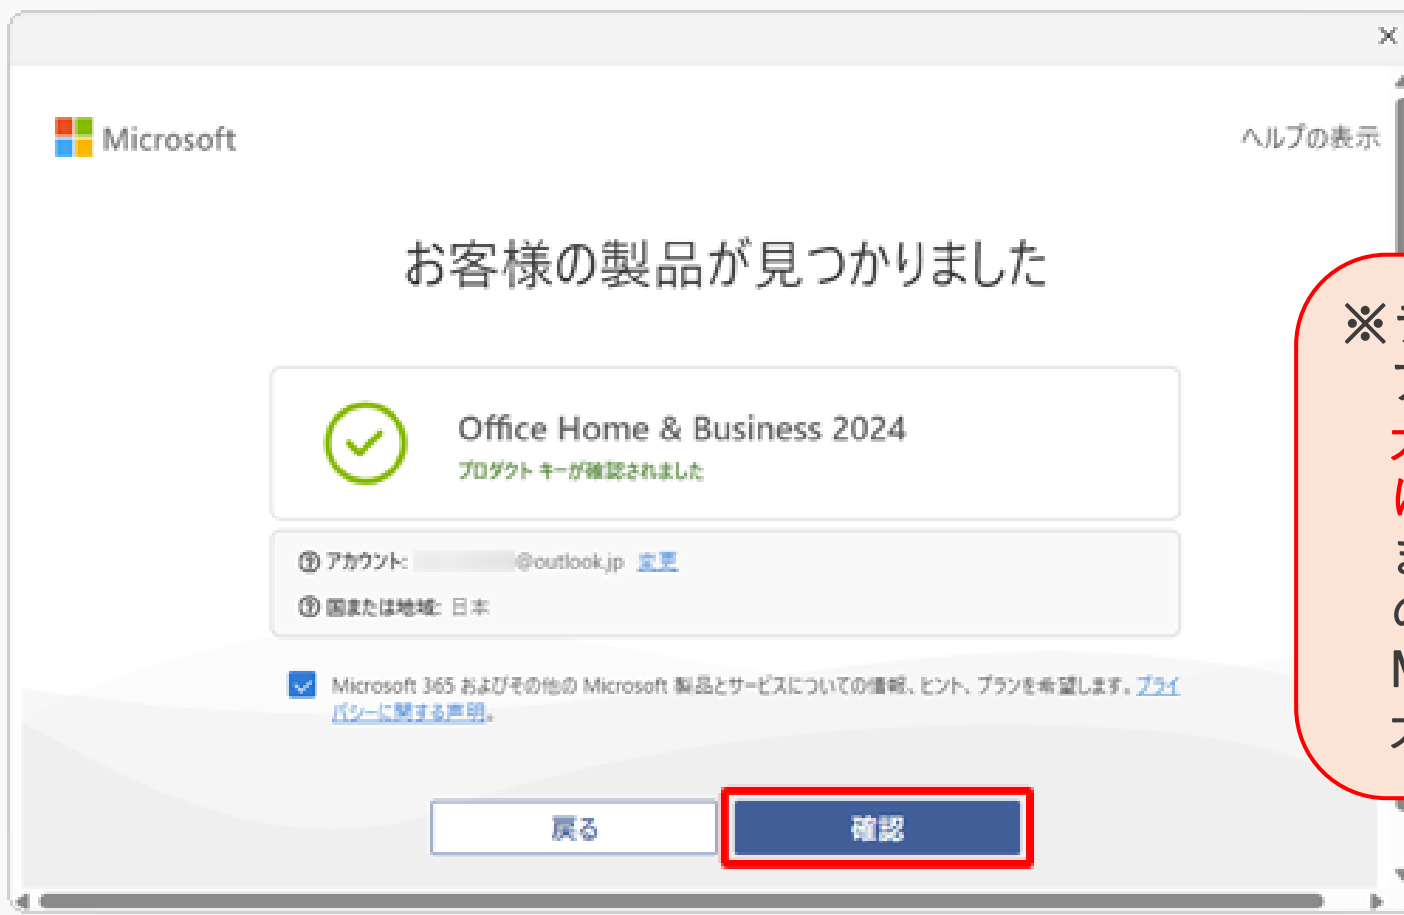 Microsoft
ヘルプの表示
お客様の製品が見つかりました
Office Home & Business 2024
プロダクト キーが確認されました
アカウント: @outlook.jp 変更
国または地域: 日本
Microsoft 365 およびその他の Microsoft 製品とサービスについての情報、ヒント、プランを希望します。プライ
バシーに関する声明。
戻る
確認
※
の
M